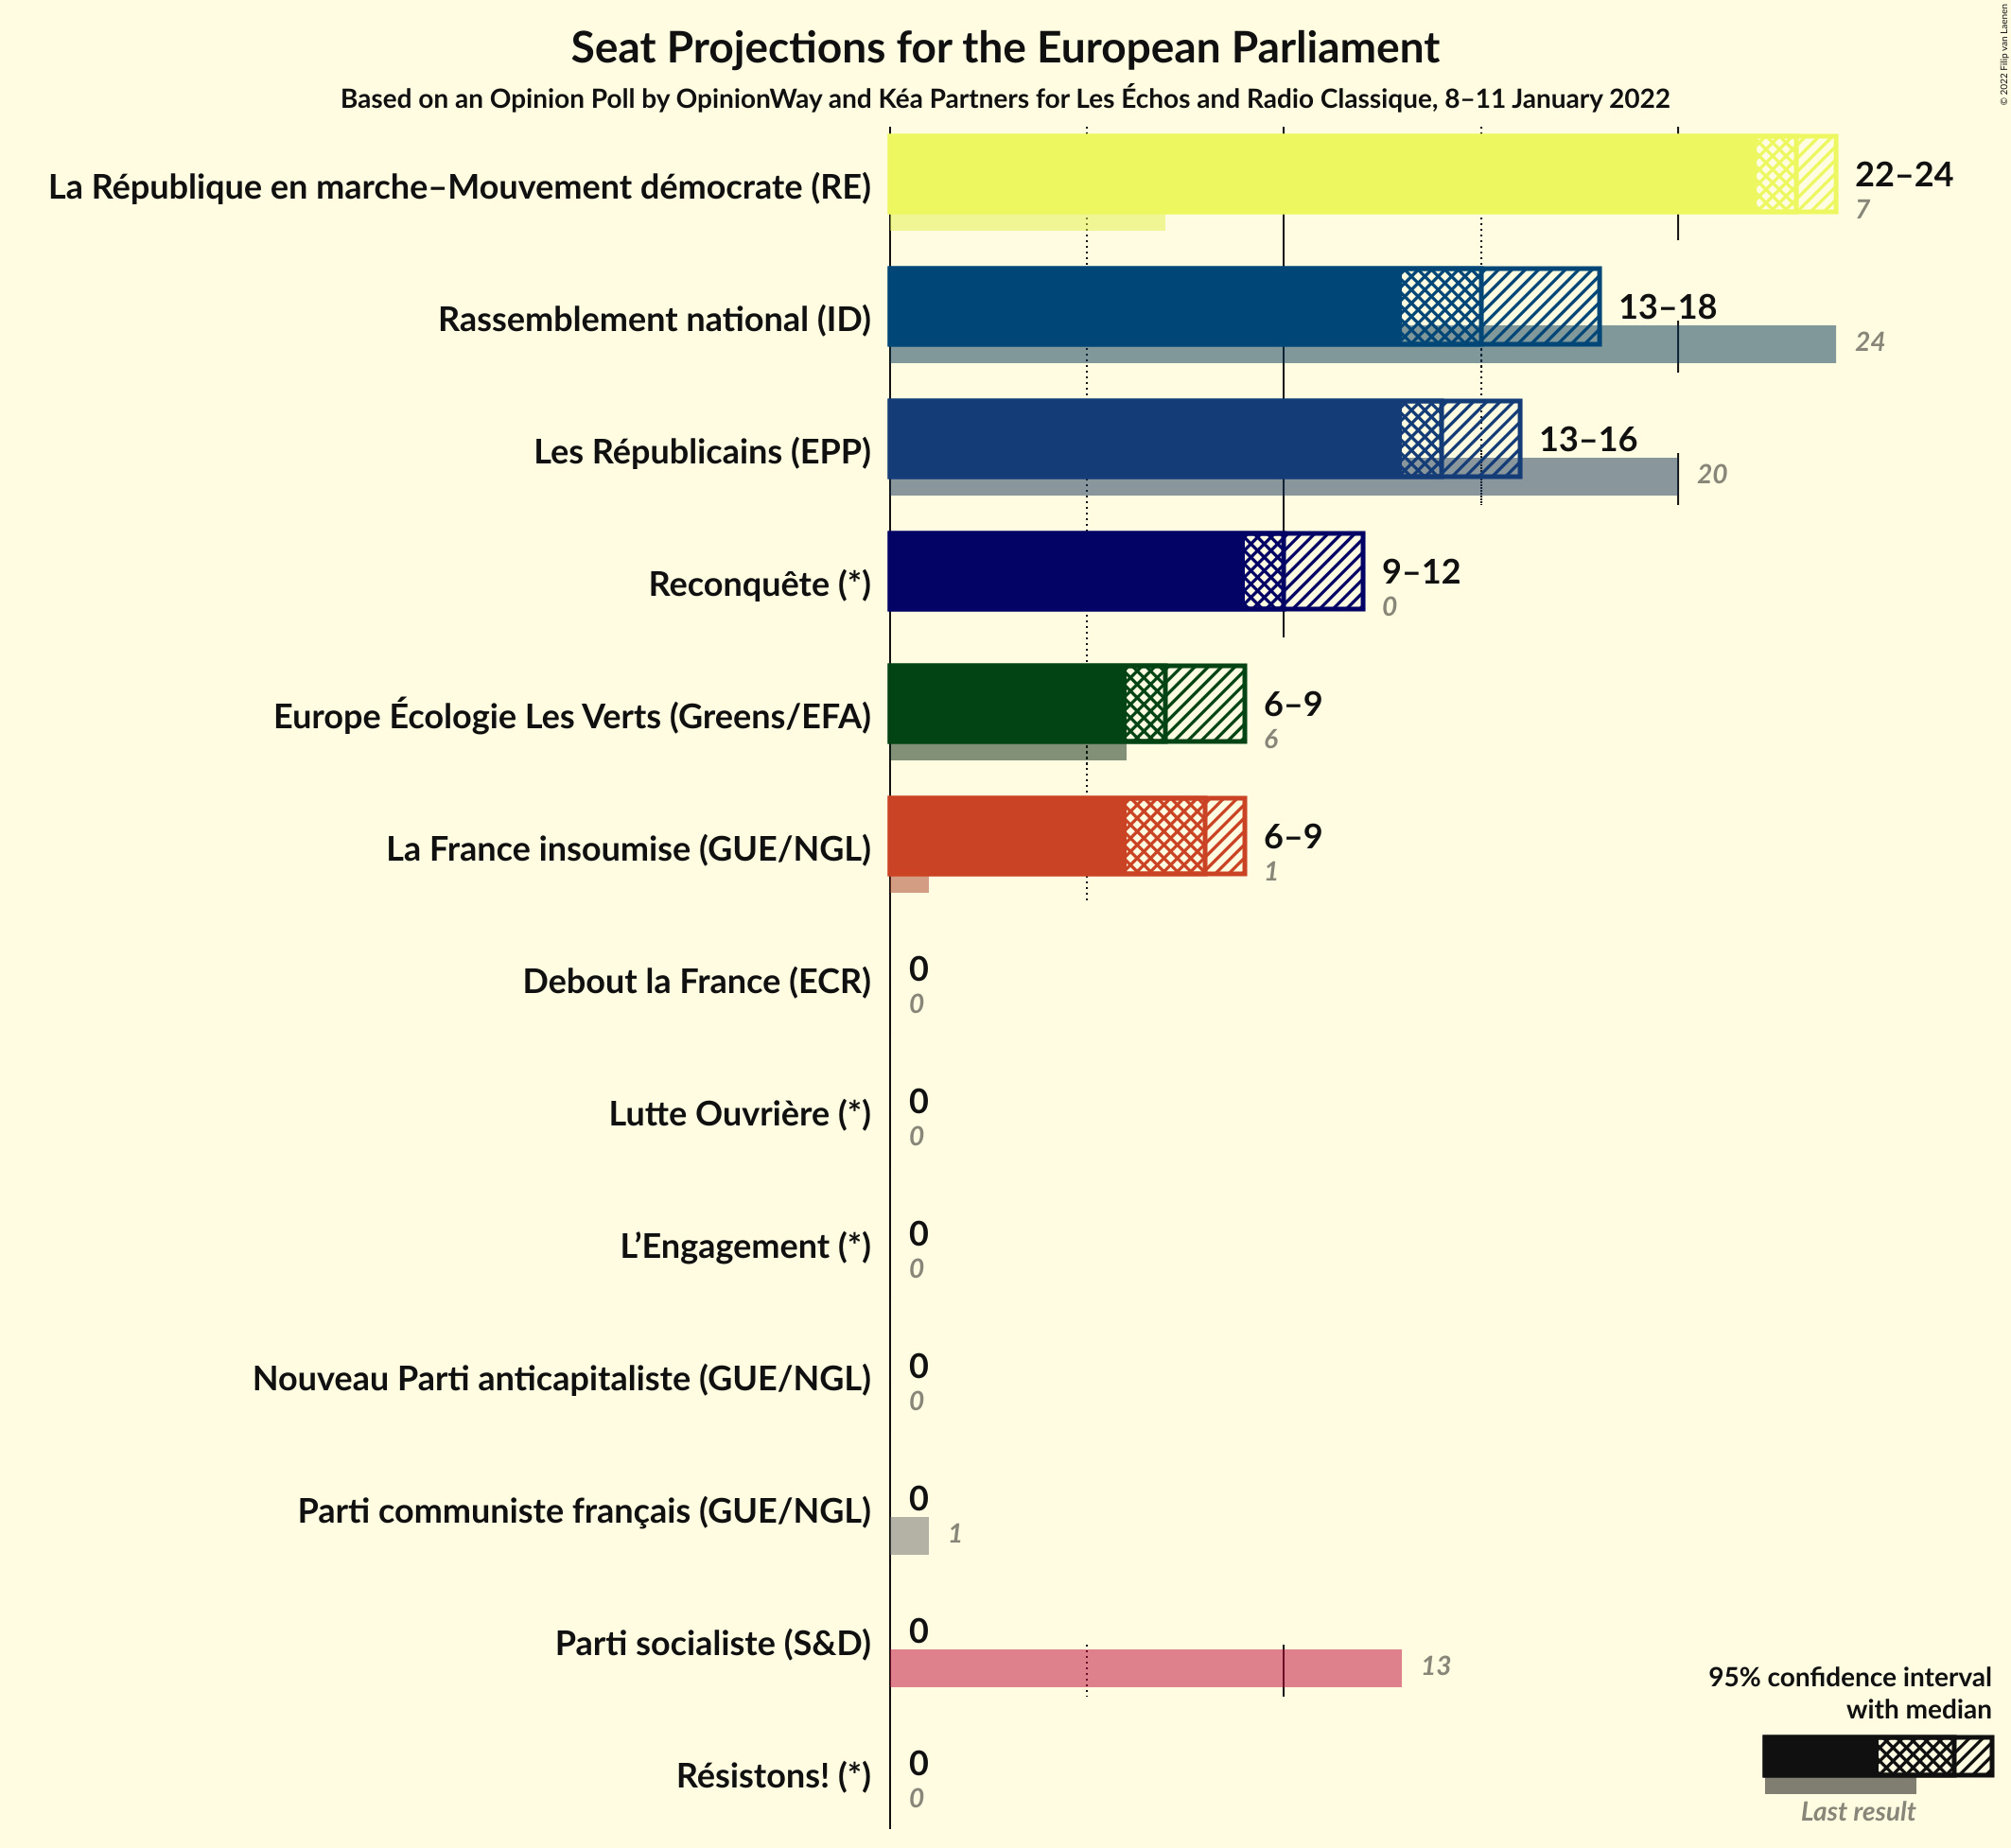 Seat Projections for the European Parliament
Based on an Opinion Poll by OpinionWay and Kéa Partners for Les Échos and Radio Classique, 8–11 January 2022
© 2022 Filip van Laenen
La République en marche–Mouvement démocrate (RE)
22–24
7
Rassemblement national (ID)
13–18
24
Les Républicains (EPP)
13–16
20
Reconquête (*)
9–12
0
Europe Écologie Les Verts (Greens/EFA)
6–9
6
La France insoumise (GUE/NGL)
6–9
1
Debout la France (ECR)
0
0
Lutte Ouvrière (*)
0
0
L’Engagement (*)
0
0
Nouveau Parti anticapitaliste (GUE/NGL)
0
0
Parti communiste français (GUE/NGL)
0
1
Parti socialiste (S&D)
0
13
Résistons! (*)
0
0
95% confidence interval
with median
Last result